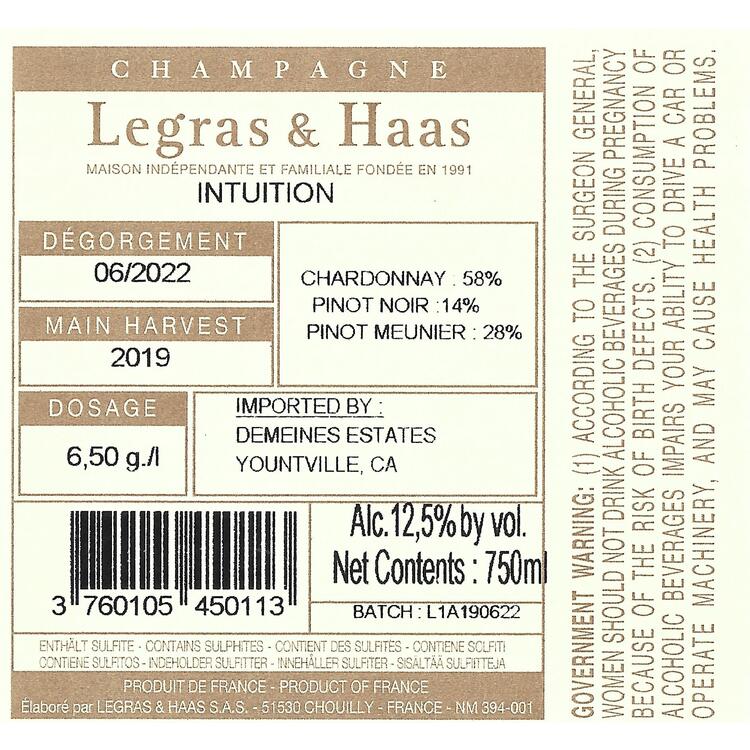 CHAMPAGNE
Legras & Haas
MAISON INDÉPENDANTE ET FAMILIALE FONDÉE EN 1991
INTUITION
DÉGORGEMENT
06/2022
MAIN HARVEST
2019
CHARDONNAY : 58%
PINOT NOIR :14%
PINOT MEUNIER : 28%
DOSAGE
6,50 g./l
IMPORTED BY :
DEMEINES ESTATES
YOUNTVILLE, CA
3 760105 450113
Alc.12,5% by vol.
Net Contents : 750ml
BATCH : L1A190622
ENTHÄLT SULFITE - CONTAINS SULPHITES - CONTIENT DES SULFITES - CONTIENE SOLFITI
CONTIENE SULFITOS - INDEHOLDER SULFITTER - INNEHÅLLER SULFITER - SISÄLTÄÄ SULFIITTEJA
PRODUIT DE FRANCE - PRODUCT OF FRANCE
Élaboré par LEGRAS & HAAS S.A.S. - 51530 CHOUILLY - FRANCE - NM 394-001
GOVERNMENT WARNING: (1) ACCORDING TO THE SURGEON GENERAL,
WOMEN SHOULD NOT DRINK ALCOHOLIC BEVERAGES DURING PREGNANCY
BECAUSE OF THE RISK OF BIRTH DEFECTS. (2) CONSUMPTION OF
ALCOHOLIC BEVERAGES IMPAIRS YOUR ABILITY TO DRIVE A CAR OR
OPERATE MACHINERY, AND MAY CAUSE HEALTH PROBLEMS.